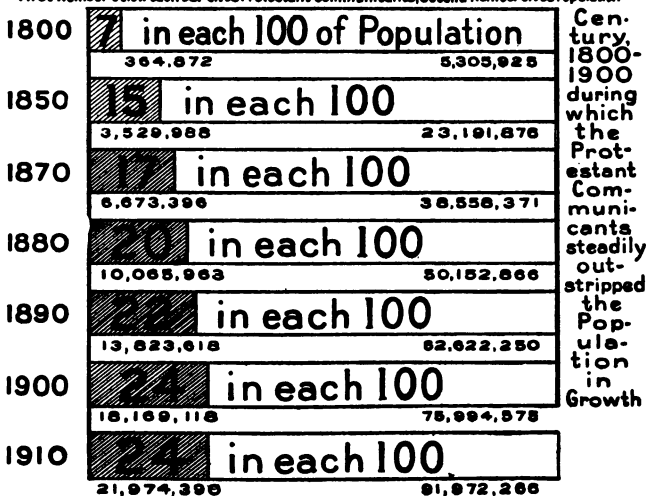 1800
7 in each 100 of Population
364,872 5,305,925
1850
15 in each 100
3,529,988 23,191,876
1870
17 in each 100
6,673,396 38,558,371
1880
20 in each 100
10,065,963 50,152,866
1890
22 in each 100
13,823,618 62,622,250
1900
24 in each 100
18,169,118 75,994,575
1910
24 in each 100
21,974,396 91,972,266
Cen-
tury,
1800-
1900
during
which
the
Prot-
estant
Com-
muni-
cants
steadily
out-
stripped
the
Pop-
ula-
tion
in
Growth